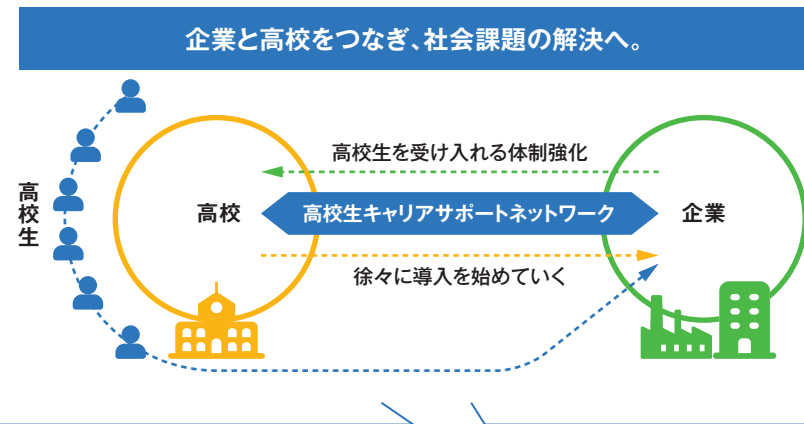 企業と高校をつなぎ、社会課題の解決へ。
高校生を受け入れる体制強化
高校生
高校
高校生キャリアサポートネットワーク
企業
徐々に導入を始めていく